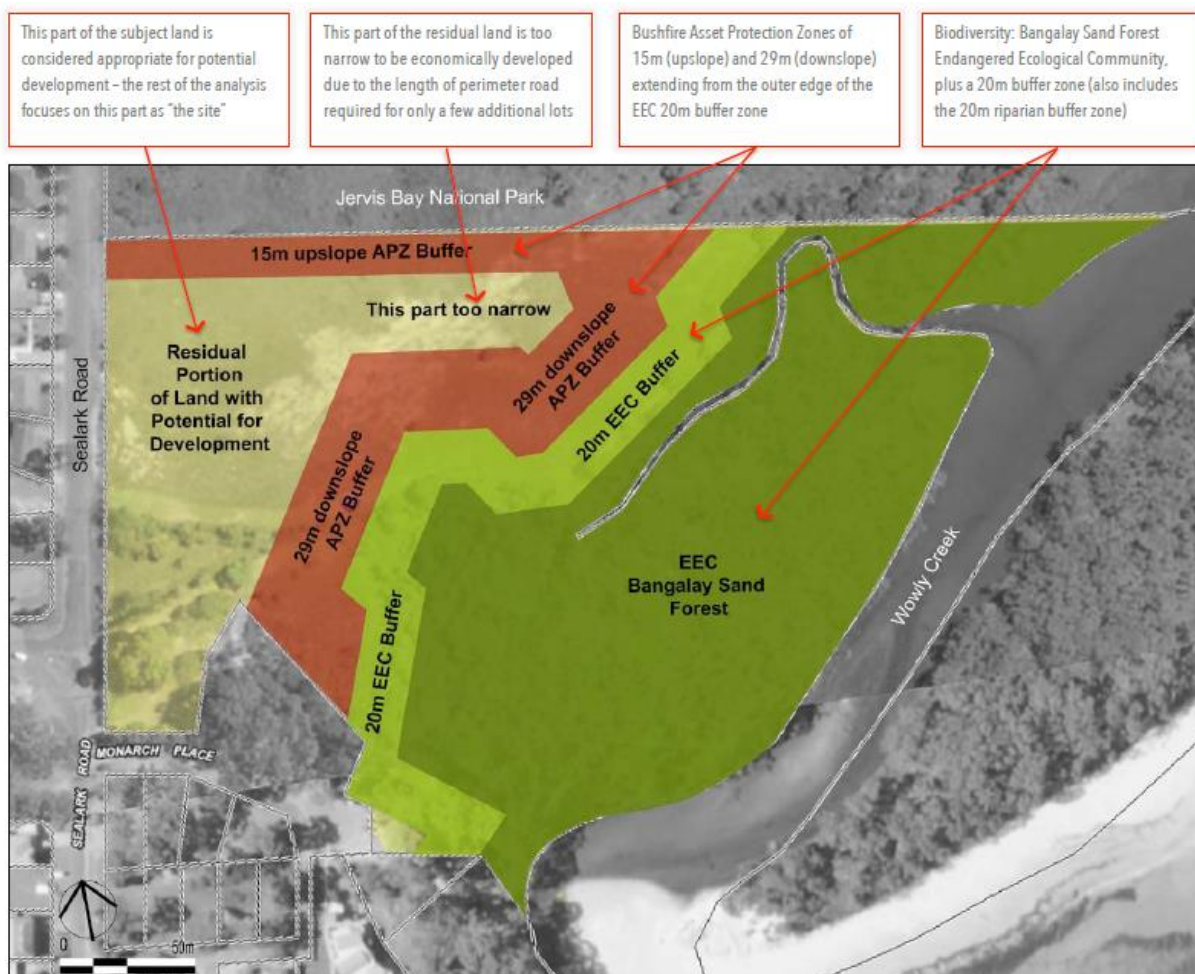 This part of the subject land is
considered appropriate for potential
development – the rest of the analysis
focuses on this part as "the site"
This part of the residual land is too
narrow to be economically developed
due to the length of perimeter road
required for only a few additional lots
Bushfire Asset Protection Zones of
15m (upslope) and 29m (downslope)
extending from the outer edge of the
EEC 20m buffer zone
Biodiversity: Bangalay Sand Forest
Endangered Ecological Community,
plus a 20m buffer zone (also includes
the 20m riparian buffer zone)
Jervis Bay National Park
15m upslope APZ Buffer
This part too narrow
29m downslope
APZ Buffer
Residual
Portion
of Land with
Potential for
Development
Sealark Road
20m EEC Buffer
29m downslope
APZ Buffer
EEC
Bangalay Sand
Forest
Wowly Creek
20m EEC Buffer
MONARCH PLACE
SEALARK ROAD
0
50m